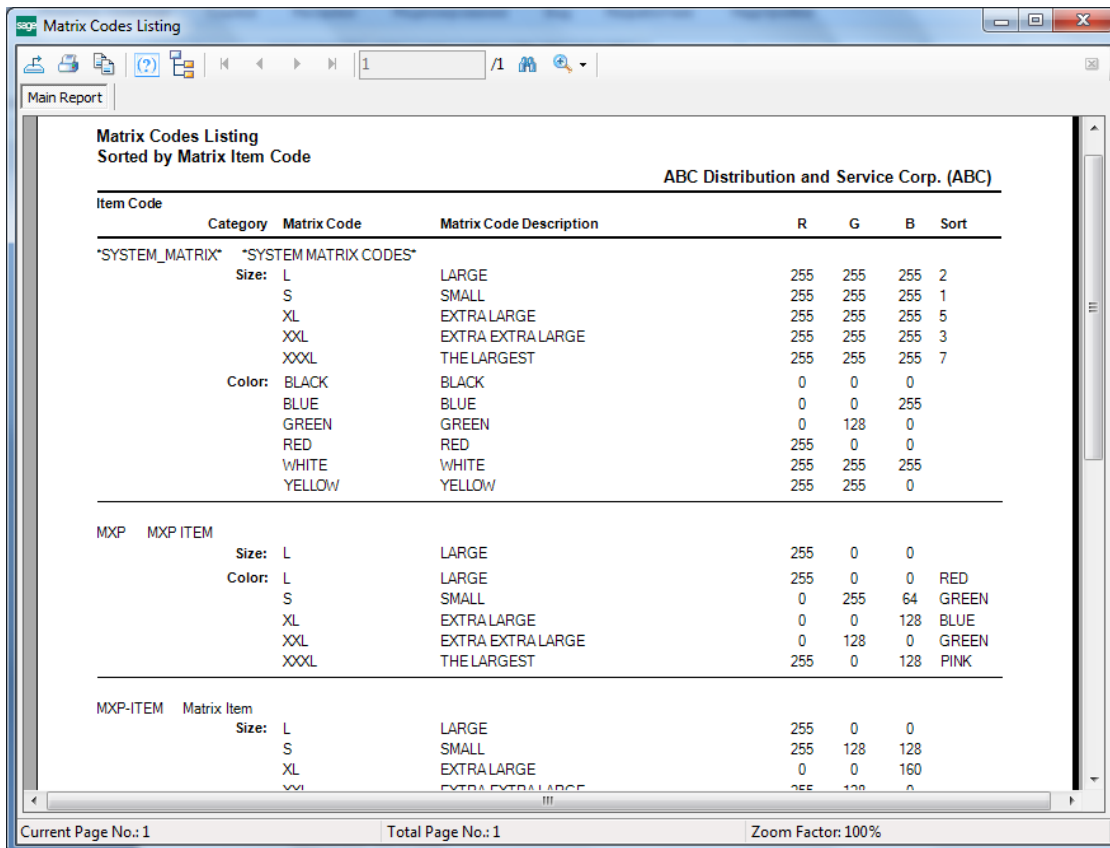 sage Matrix Codes Listing
1 /1
Main Report
Matrix Codes Listing
Sorted by Matrix Item Code
ABC Distribution and Service Corp. (ABC)
Item Code
Category Matrix Code Matrix Code Description R G B Sort
*SYSTEM_MATRIX* *SYSTEM MATRIX CODES*
Size: L LARGE 255 255 255 2
S SMALL 255 255 255 1
XL EXTRA LARGE 255 255 255 5
XXL EXTRA EXTRA LARGE 255 255 255 3
XXXL THE LARGEST 255 255 255 7
Color: BLACK BLACK 0 0 0
BLUE BLUE 0 0 255
GREEN GREEN 0 128 0
RED RED 255 0 0
WHITE WHITE 255 255 255
YELLOW YELLOW 255 255 0
MXP MXP ITEM
Size: L LARGE 255 0 0
Color: L LARGE 255 0 0 RED
S SMALL 0 255 64 GREEN
XL EXTRA LARGE 0 0 128 BLUE
XXL EXTRA EXTRA LARGE 0 128 0 GREEN
XXXL THE LARGEST 255 0 128 PINK
MXP-ITEM Matrix Item
Size: L LARGE 255 0 0
S SMALL 255 128 128
XL EXTRA LARGE 0 0 160
XXL EXTRA EXTRA LARGE 255 128 0
Current Page No.: 1 Total Page No.: 1 Zoom Factor: 100%